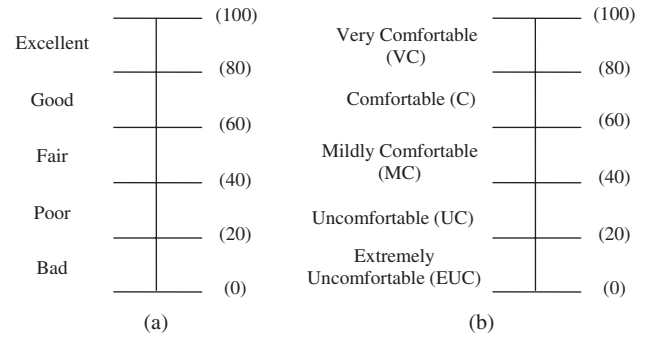 (100)
Excellent
(80)
Good
(60)
Fair
(40)
Poor
(20)
Bad
(0)
(a)
(100)
Very Comfortable
(VC)
(80)
Comfortable (C)
(60)
Mildly Comfortable
(MC)
(40)
Uncomfortable (UC)
(20)
Extremely
Uncomfortable (EUC)
(0)
(b)